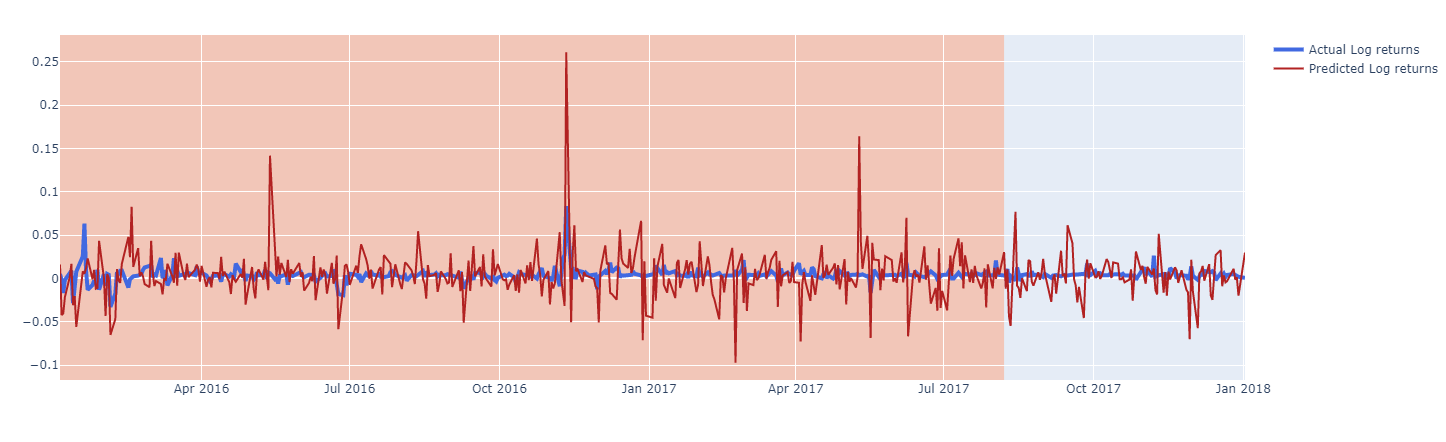 Actual Log returns
Predicted Log returns
0.25
0.2
0.15
0.1
0.05
0
−0.05
−0.1
Apr 2016
Jul 2016
Oct 2016
Jan 2017
Apr 2017
Jul 2017
Oct 2017
Jan 2018